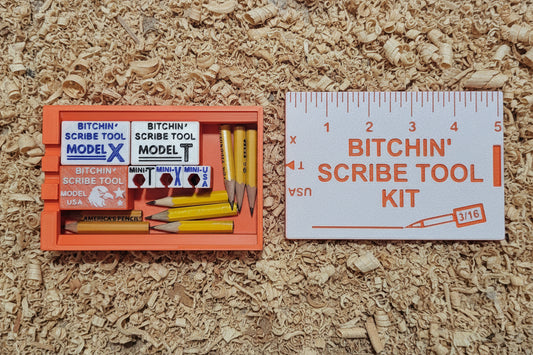 BITCHIN'
SCRIBE TOOL
MODEL X
BITCHIN'
SCRIBE TOOL
MODEL T
BITCHIN'
SCRIBE TOOL
MODEL
USA
MINI-T
MINI-X
MINI-USA
AMERICA'S PENCIL
1 2 3 4 5
X
T
USA
BITCHIN'
SCRIBE TOOL
KIT
3/16